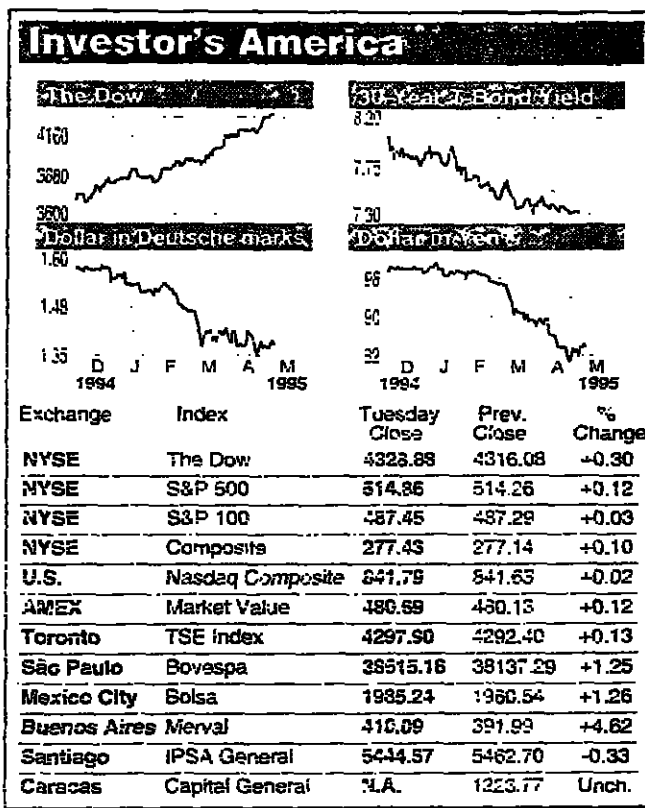 Investor's America
The Dow
30-Year T-Bond Yield
4160
3880
3600
8.20
7.75
7.30
Dollar in Deutsche marks
Dollar in Yen
1.60
1.48
1.35
98
90
82
D J F M A M
1994 1995
D J F M A M
1994 1995
Exchange Index Tuesday Close Prev. Close % Change
NYSE The Dow 4328.88 4316.08 +0.30
NYSE S&P 500 514.86 514.26 +0.12
NYSE S&P 100 487.45 487.29 +0.03
NYSE Composite 277.43 277.14 +0.10
U.S. Nasdaq Composite 841.79 841.63 +0.02
AMEX Market Value 480.69 480.13 +0.12
Toronto TSE Index 4297.90 4292.40 +0.13
São Paulo Bovespa 38515.16 38137.29 +1.25
Mexico City Bolsa 1985.24 1960.54 +1.26
Buenos Aires Merval 391.99 +4.62
Santiago IPSA General 5444.57 5462.70 -0.33
Caracas Capital General N.A. 1223.77 Unch.